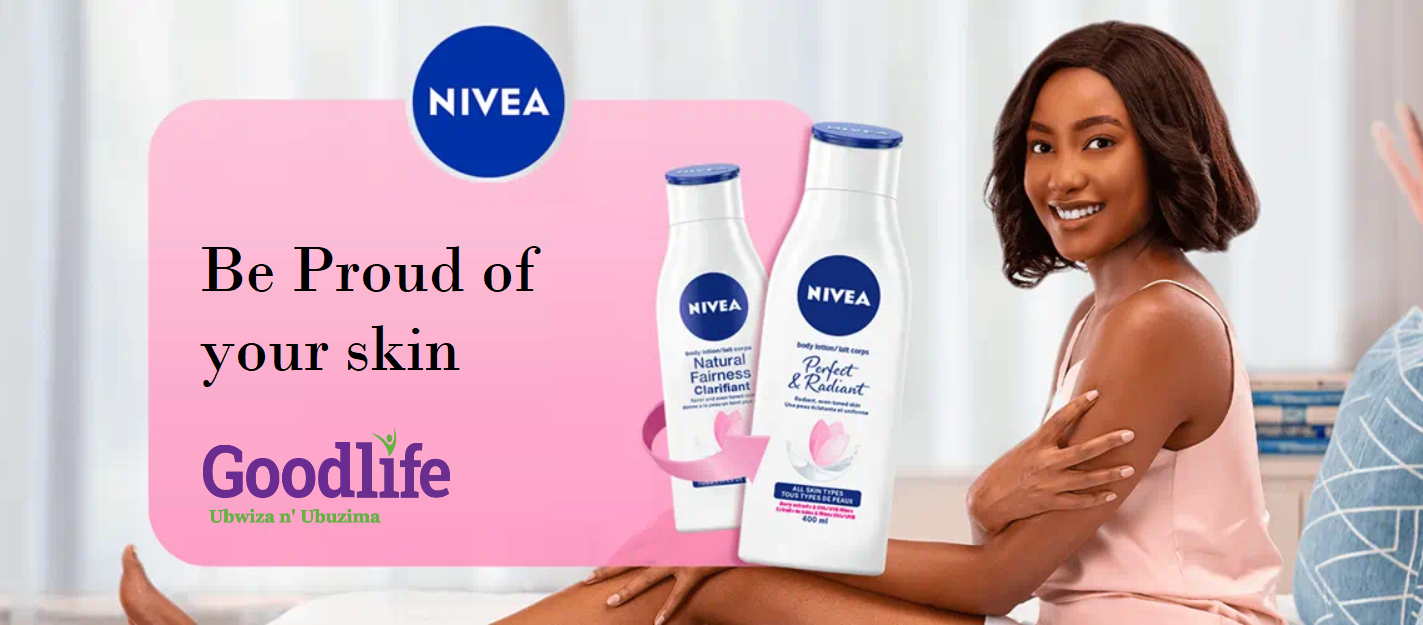 NIVEA
Be Proud of
your skin
Goodlife
Ubwiza n' Ubuzima
NIVEA
body lotion/lait corps
Natural
Fairness
Clarifiant
NIVEA
body lotion/lait corps
Perfect
& Radiant
Radiant, even-toned skin
Une peau éclatante et uniforme
ALL SKIN TYPES
TOUS TYPES DE PEAUX
400 ml